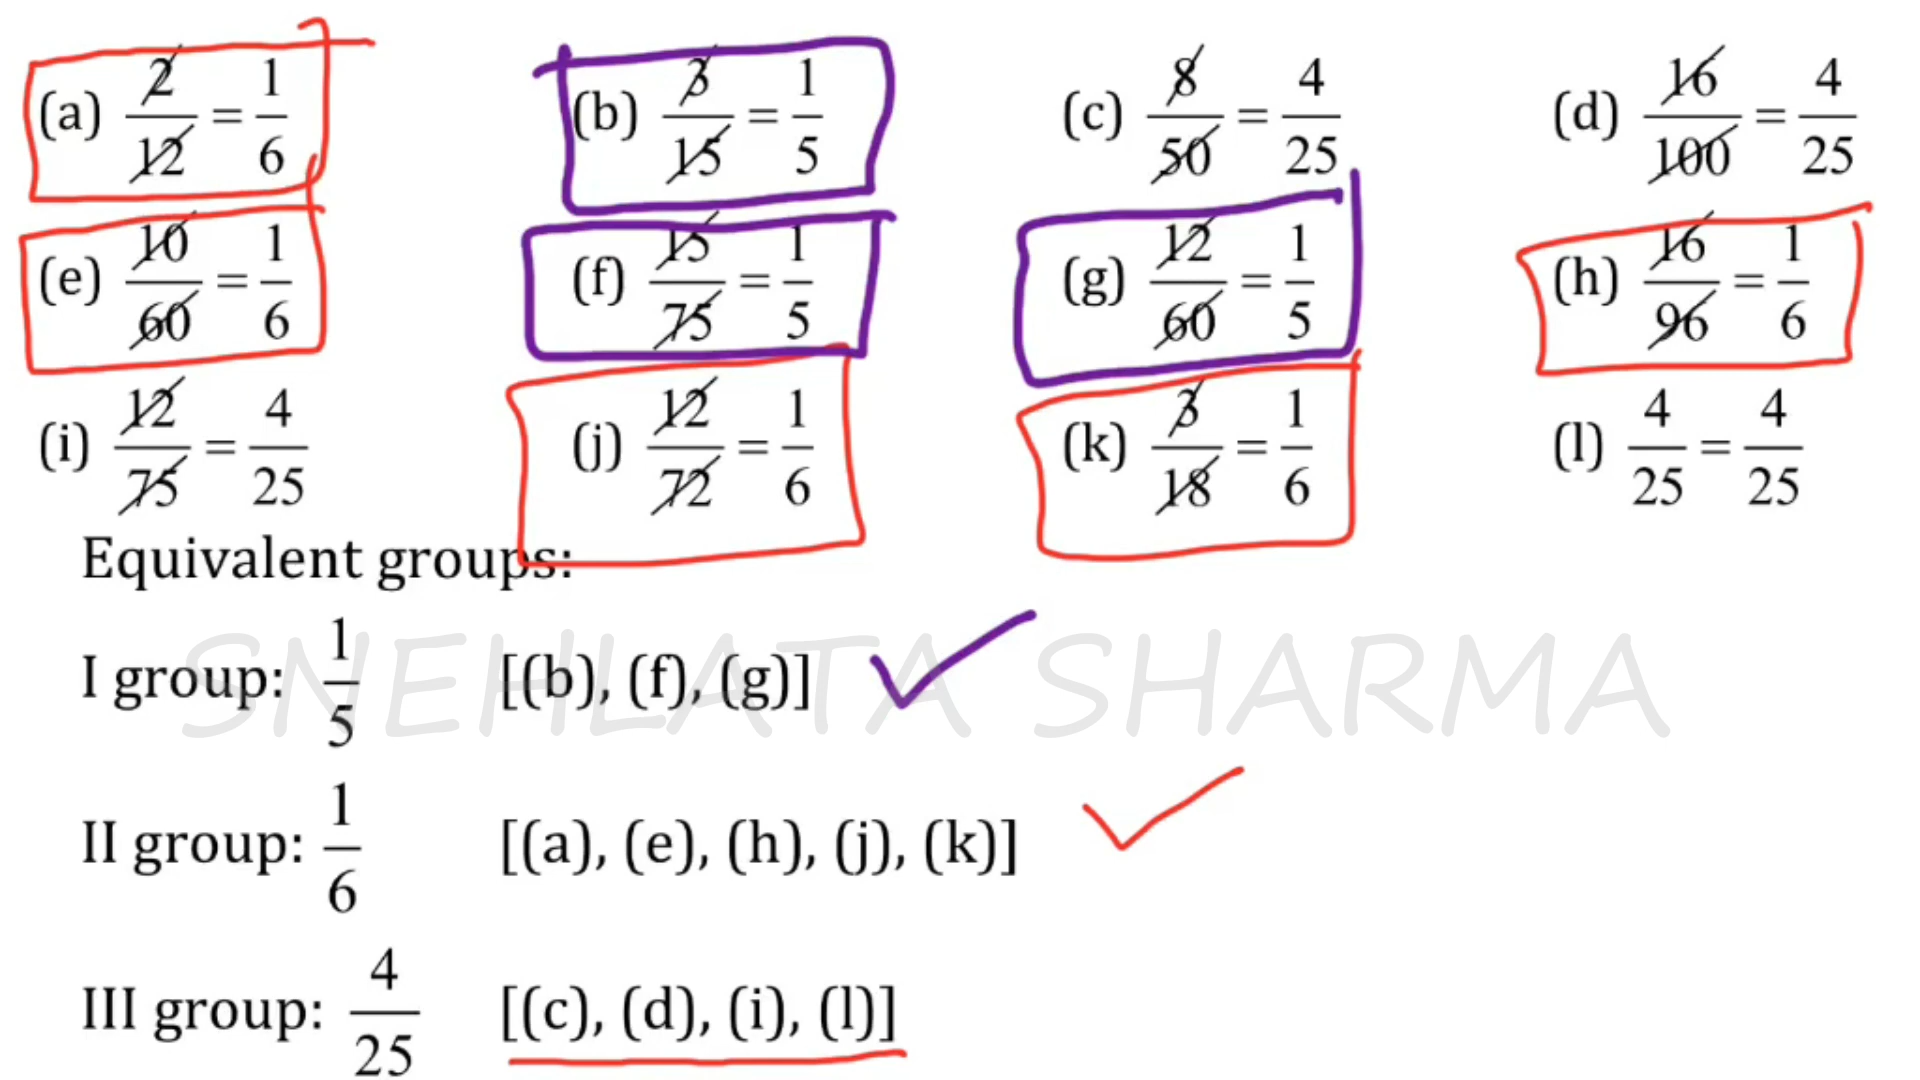 (a) 2/12 = 1/6 (b) 3/15 = 1/5 (c) 8/50 = 4/25 (d) 16/100 = 4/25
(e) 10/60 = 1/6 (f) 15/75 = 1/5 (g) 12/60 = 1/5 (h) 16/96 = 1/6
(i) 12/75 = 4/25 (j) 12/72 = 1/6 (k) 3/18 = 1/6 (l) 4/25 = 4/25
Equivalent groups:
I group: 1/5 [(b), (f), (g)]
SNEHLATA SHARMA
II group: 1/6 [(a), (e), (h), (j), (k)]
III group: 4/25 [(c), (d), (i), (l)]